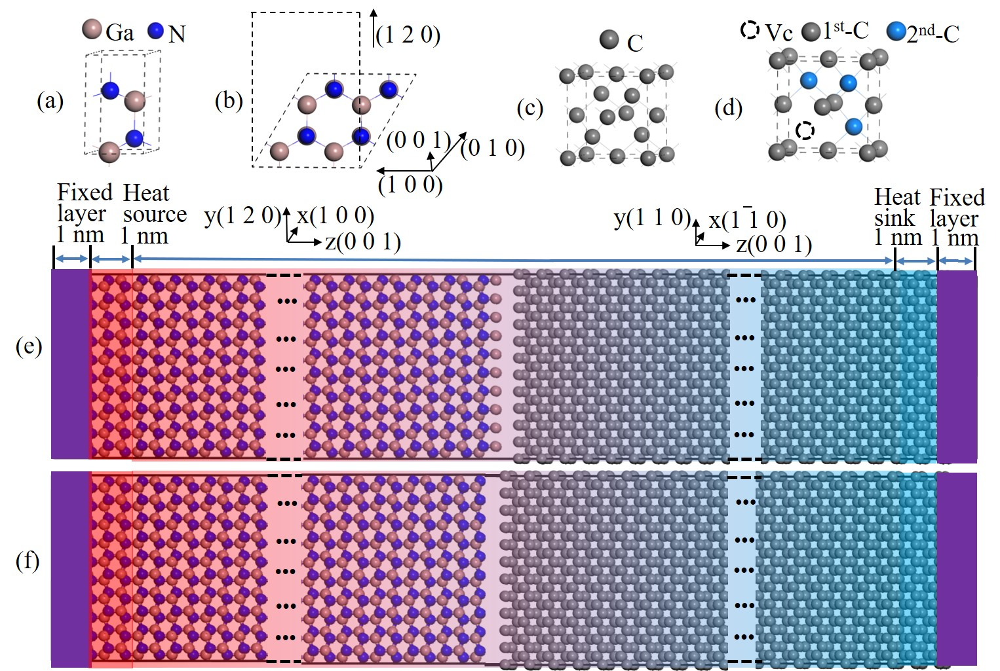 Ga N
(1 2 0)
C
Vc 1st-C 2nd-C
(a)
(b)
(c)
(d)
(0 0 1)
(0 1 0)
(1 0 0)
Fixed
layer
1 nm
Heat
source
1 nm
y(1 2 0)
x(1 0 0)
z(0 0 1)
y(1 1 0)
x(1 1̅ 0)
z(0 0 1)
Heat
sink
1 nm
Fixed
layer
1 nm
(e)
(f)